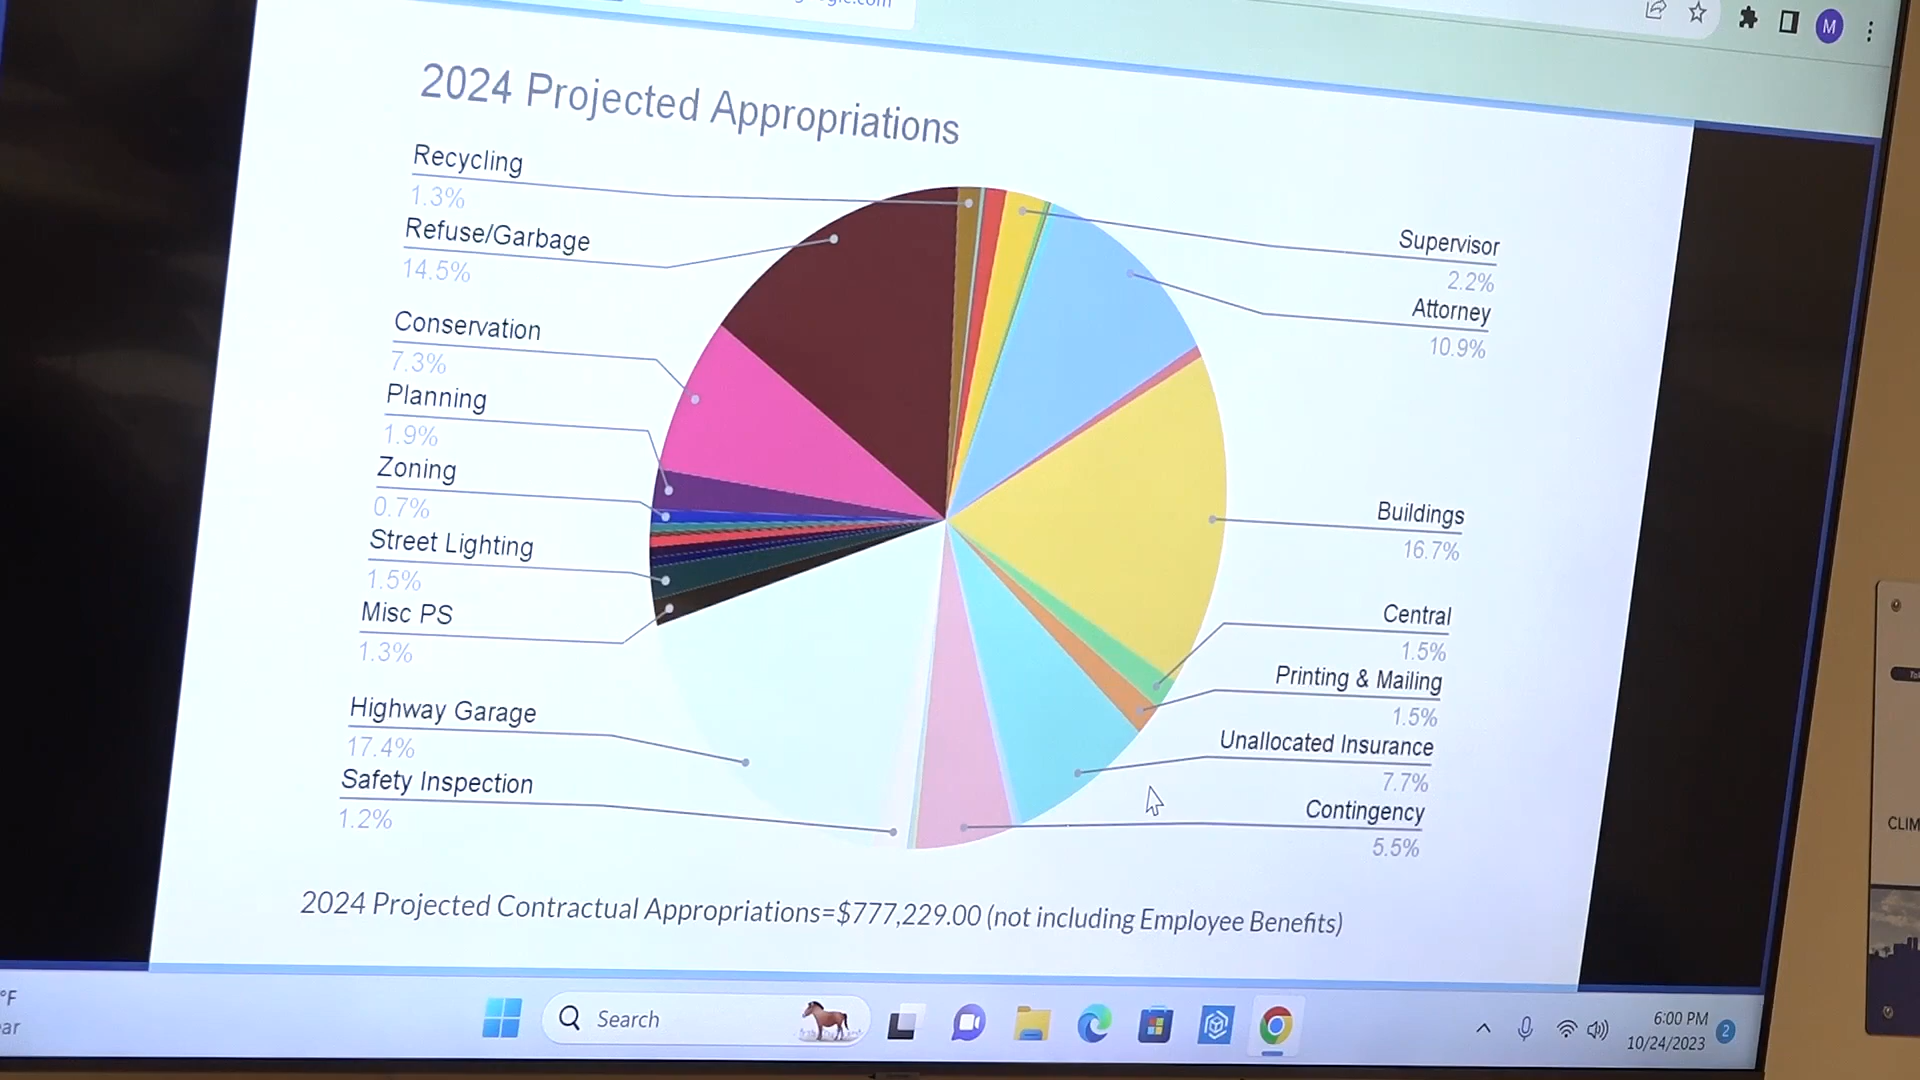 2024 Projected Appropriations
Recycling
1.3%
Refuse/Garbage
14.5%
Conservation
7.3%
Planning
1.9%
Zoning
0.7%
Street Lighting
1.5%
Misc PS
1.3%
Highway Garage
17.4%
Safety Inspection
1.2%
Supervisor
2.2%
Attorney
10.9%
Buildings
16.7%
Central
1.5%
Printing & Mailing
1.5%
Unallocated Insurance
7.7%
Contingency
5.5%
2024 Projected Contractual Appropriations=$777,229.00 (not including Employee Benefits)
M
°F
ar
Search
6:00 PM
10/24/2023
2
CLIM